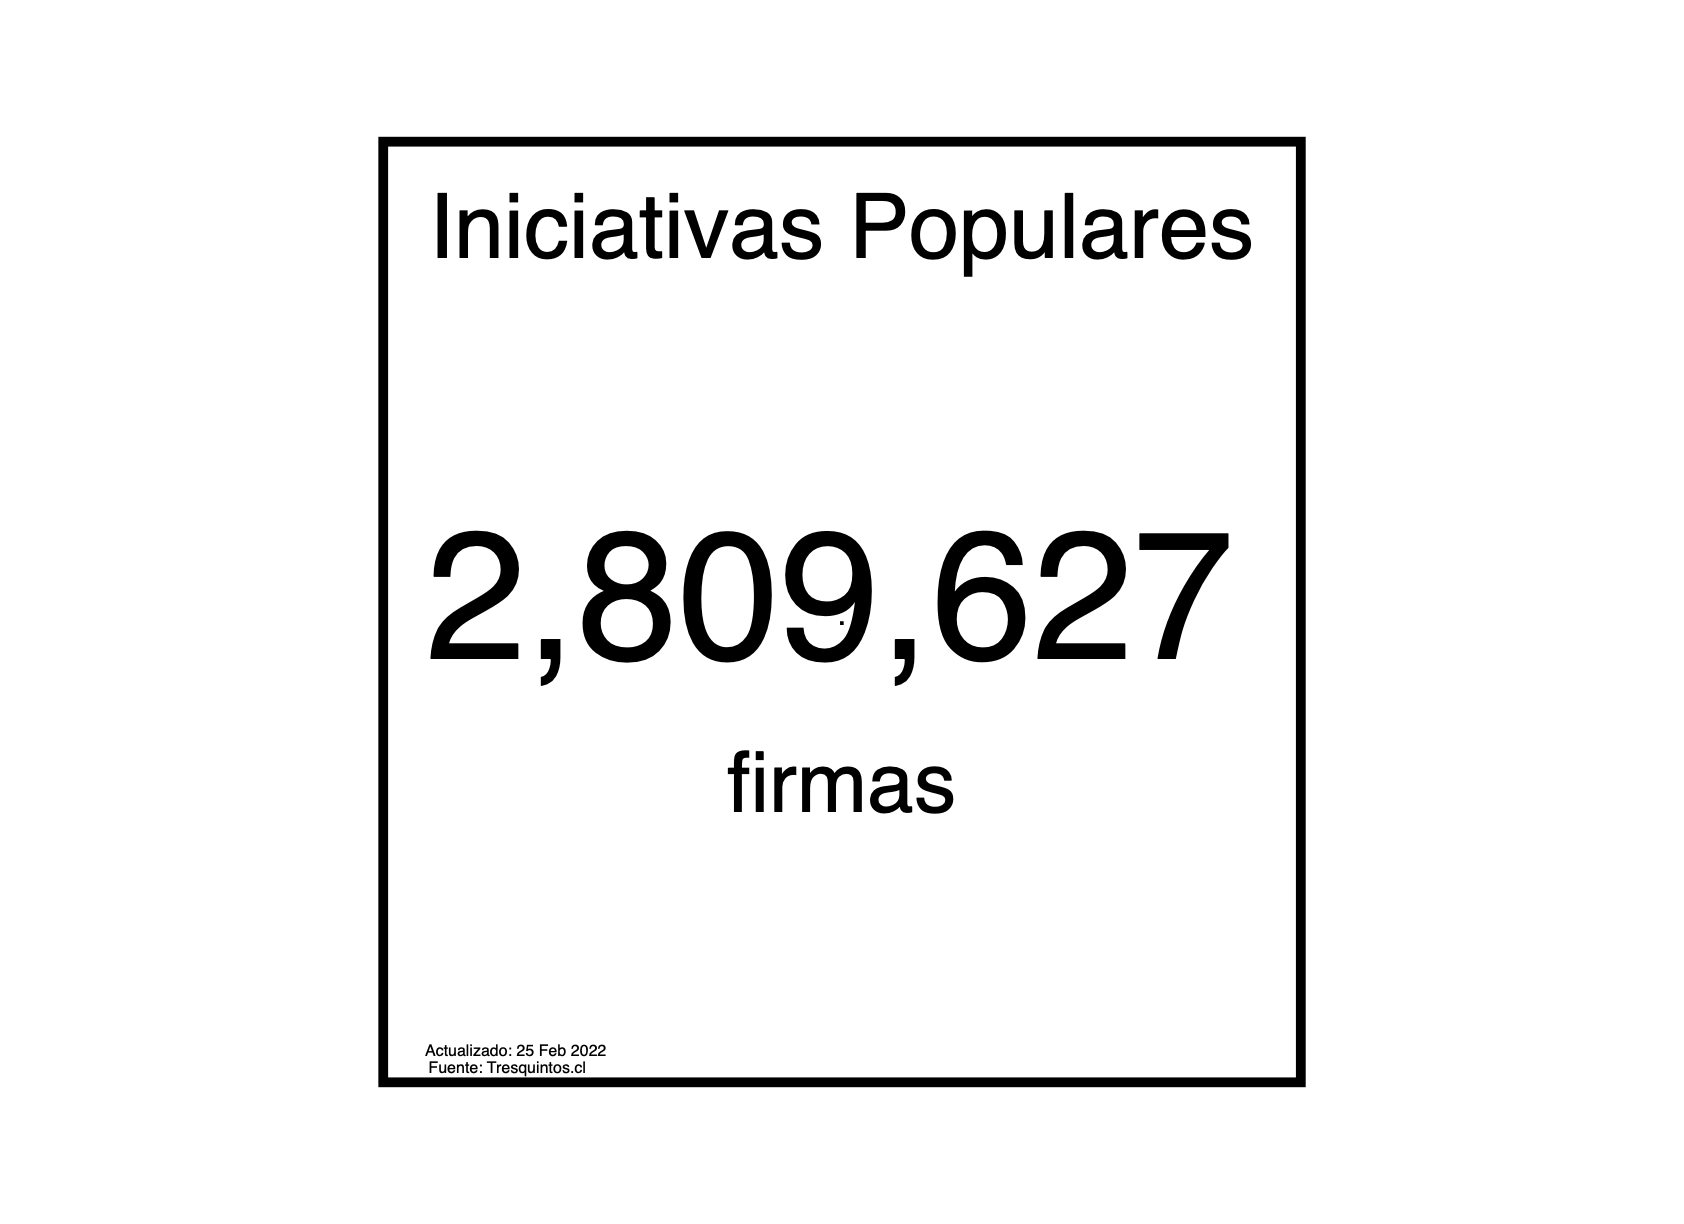 Iniciativas Populares
2,809,627
firmas
Actualizado: 25 Feb 2022
Fuente: Tresquintos.cl